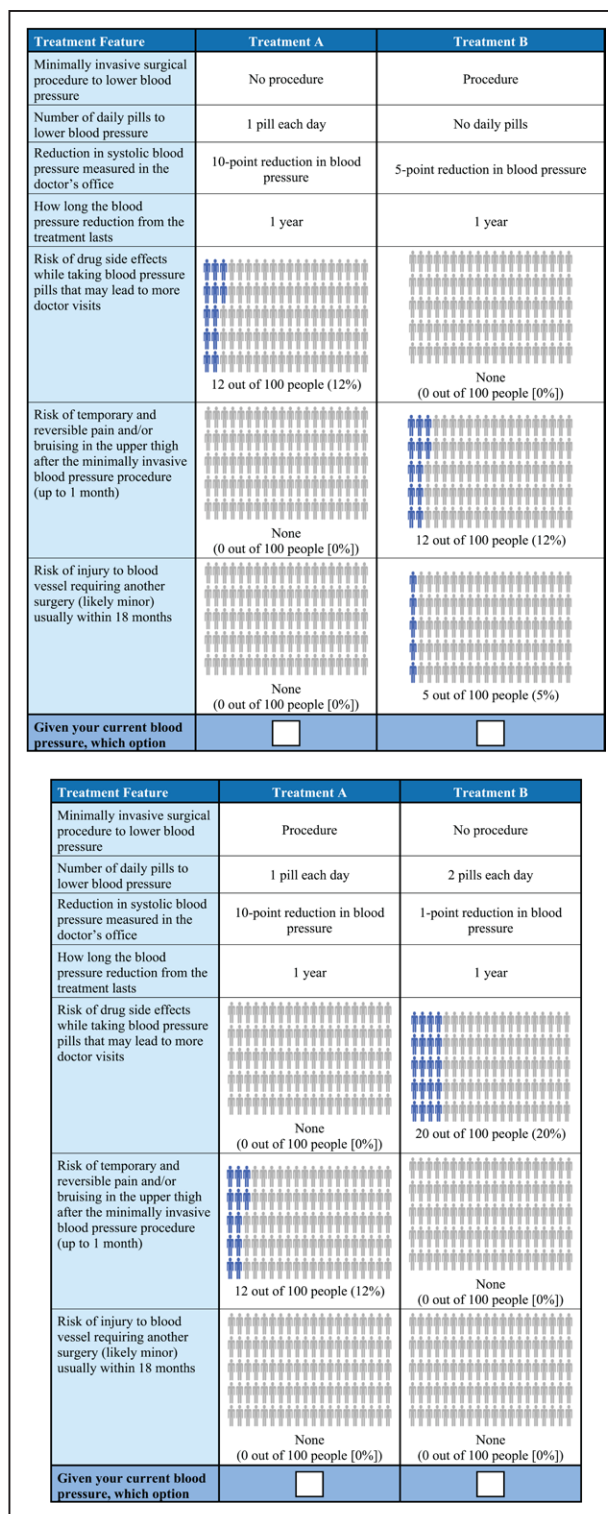 Treatment Feature
Treatment A
Treatment B
Minimally invasive surgical
procedure to lower blood
pressure
No procedure
Procedure
Number of daily pills to
lower blood pressure
1 pill each day
No daily pills
Reduction in systolic blood
pressure measured in the
doctor's office
10-point reduction in blood
pressure
5-point reduction in blood pressure
How long the blood
pressure reduction from the
treatment lasts
1 year
1 year
Risk of drug side effects
while taking blood pressure
pills that may lead to more
doctor visits
12 out of 100 people (12%)
None
(0 out of 100 people [0%])
Risk of temporary and
reversible pain and/or
bruising in the upper thigh
after the minimally invasive
blood pressure procedure
(up to 1 month)
None
(0 out of 100 people [0%])
12 out of 100 people (12%)
Risk of injury to blood
vessel requiring another
surgery (likely minor)
usually within 18 months
None
(0 out of 100 people [0%])
5 out of 100 people (5%)
Given your current blood
pressure, which option
Treatment Feature
Treatment A
Treatment B
Minimally invasive surgical
procedure to lower blood
pressure
Procedure
No procedure
Number of daily pills to
lower blood pressure
1 pill each day
2 pills each day
Reduction in systolic blood
pressure measured in the
doctor's office
10-point reduction in blood
pressure
1-point reduction in blood
pressure
How long the blood
pressure reduction from the
treatment lasts
1 year
1 year
Risk of drug side effects
while taking blood pressure
pills that may lead to more
doctor visits
None
(0 out of 100 people [0%])
20 out of 100 people (20%)
Risk of temporary and
reversible pain and/or
bruising in the upper thigh
after the minimally invasive
blood pressure procedure
(up to 1 month)
12 out of 100 people (12%)
None
(0 out of 100 people [0%])
Risk of injury to blood
vessel requiring another
surgery (likely minor)
usually within 18 months
None
(0 out of 100 people [0%])
None
(0 out of 100 people [0%])
Given your current blood
pressure, which option